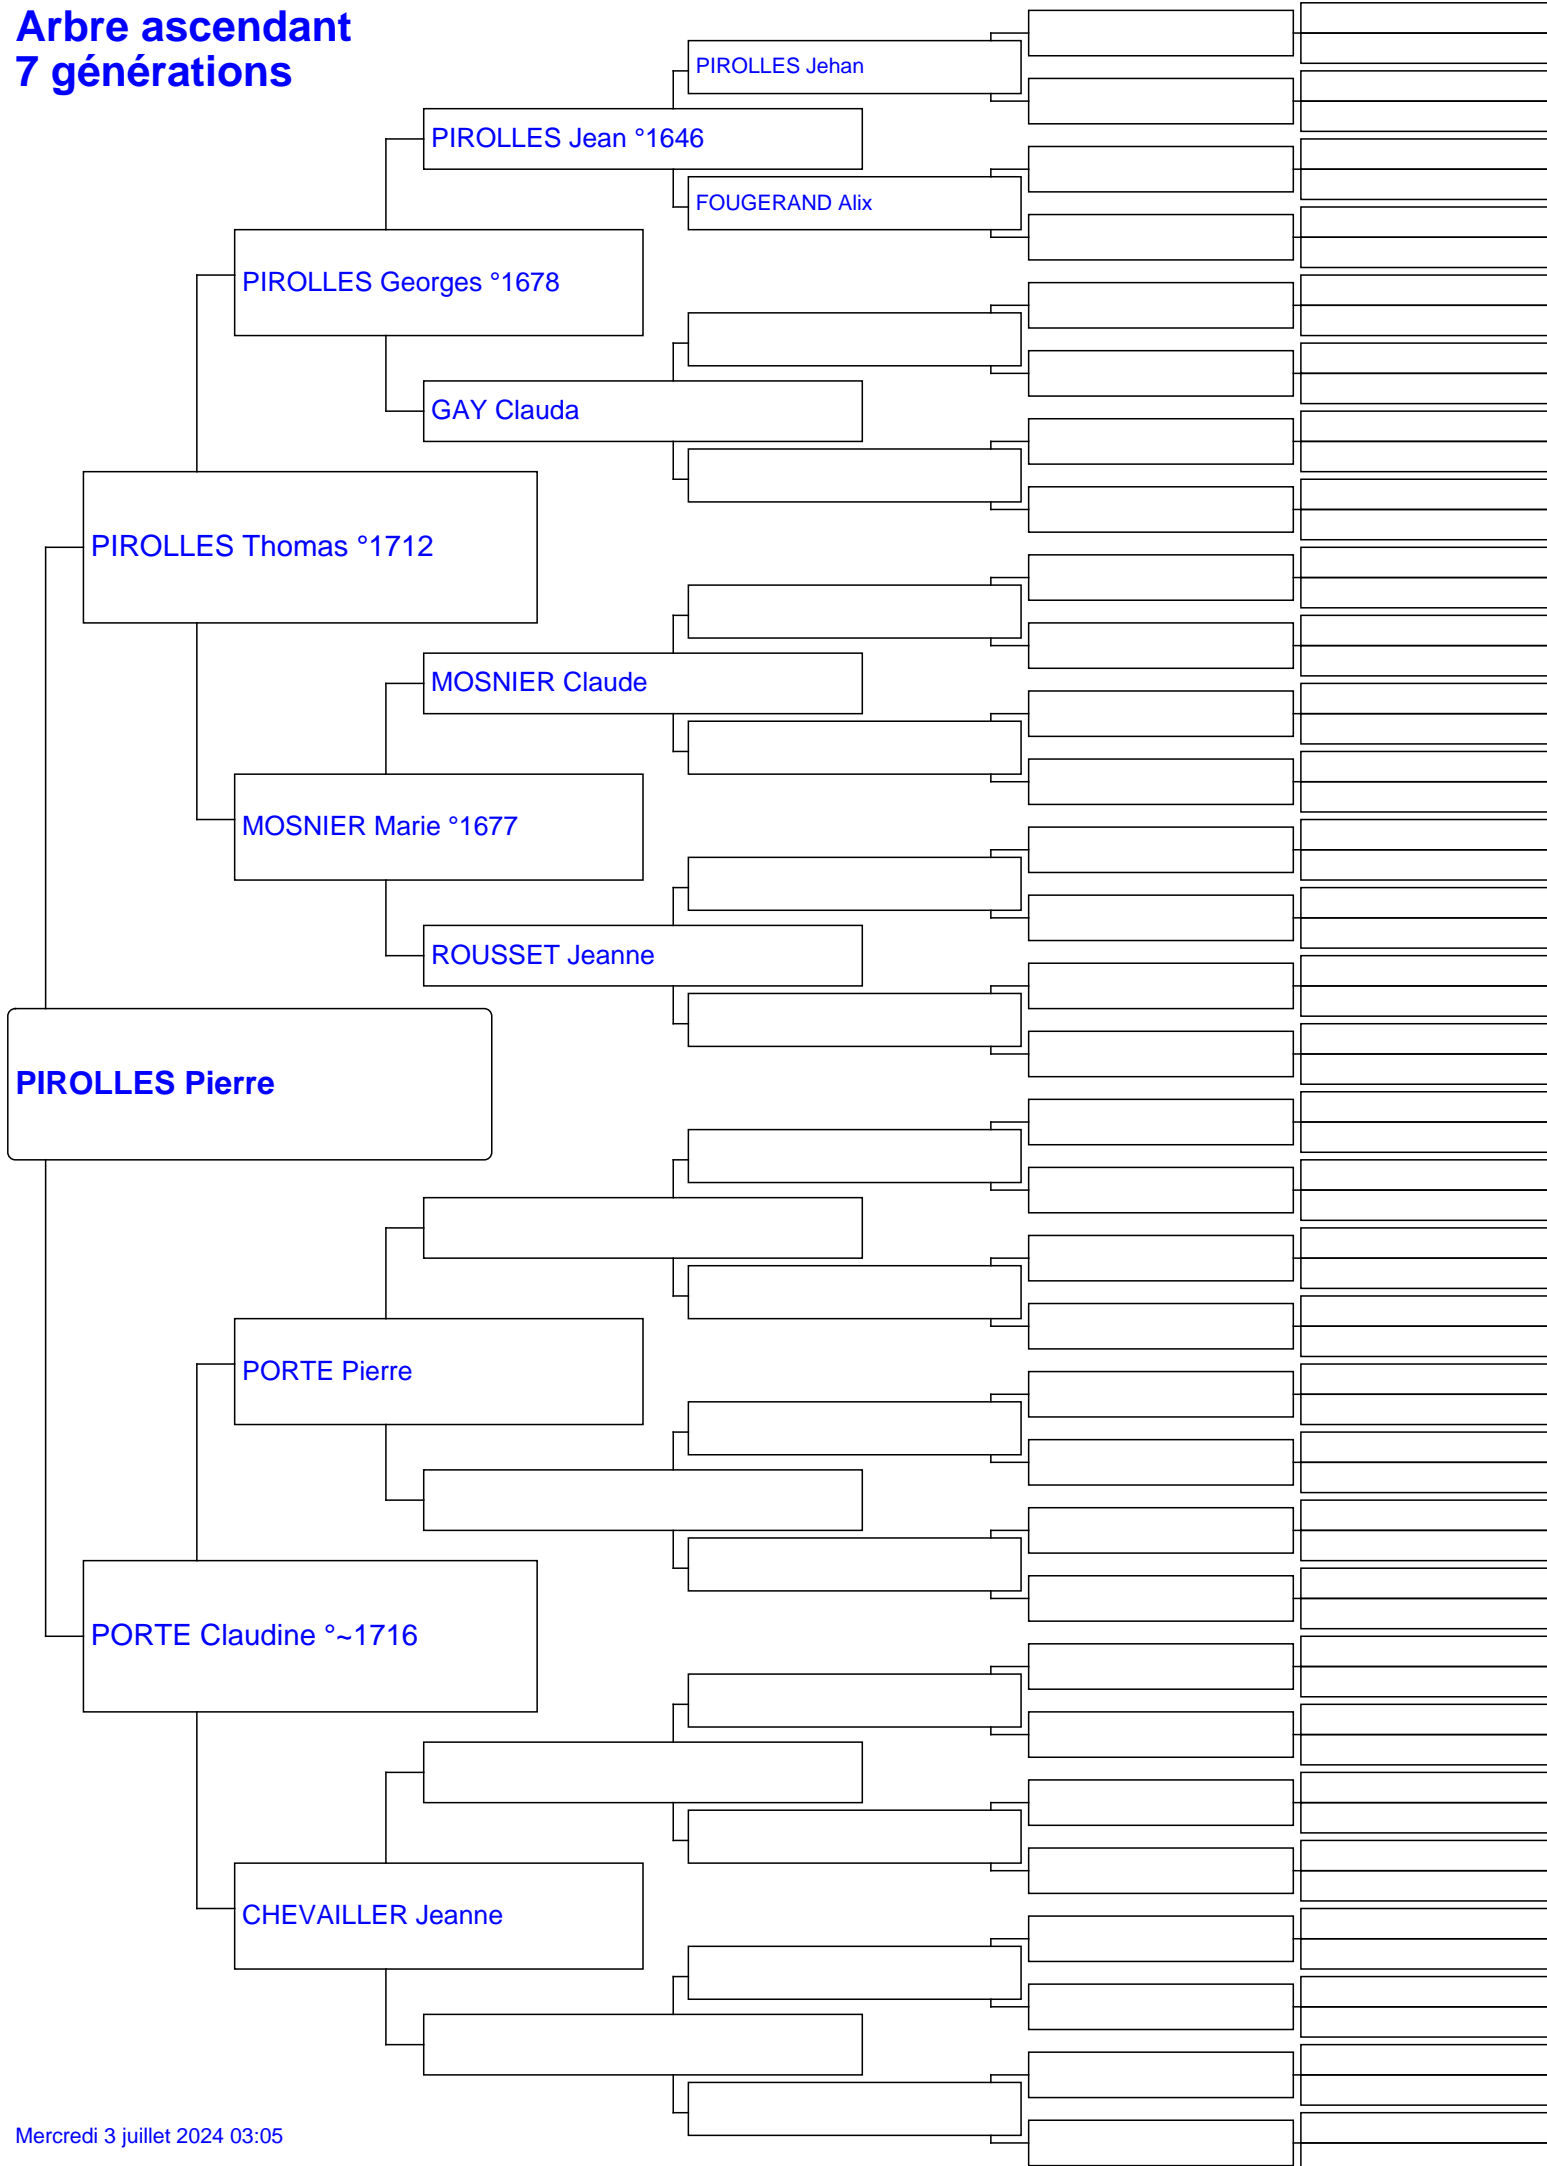 Arbre ascendant
7 générations
PIROLLES Jehan
PIROLLES Jean °1646
FOUGERAND Alix
PIROLLES Georges °1678
GAY Clauda
PIROLLES Thomas °1712
MOSNIER Claude
MOSNIER Marie °1677
ROUSSET Jeanne
PIROLLES Pierre
PORTE Pierre
PORTE Claudine °~1716
CHEVAILLER Jeanne
Mercredi 3 juillet 2024 03:05